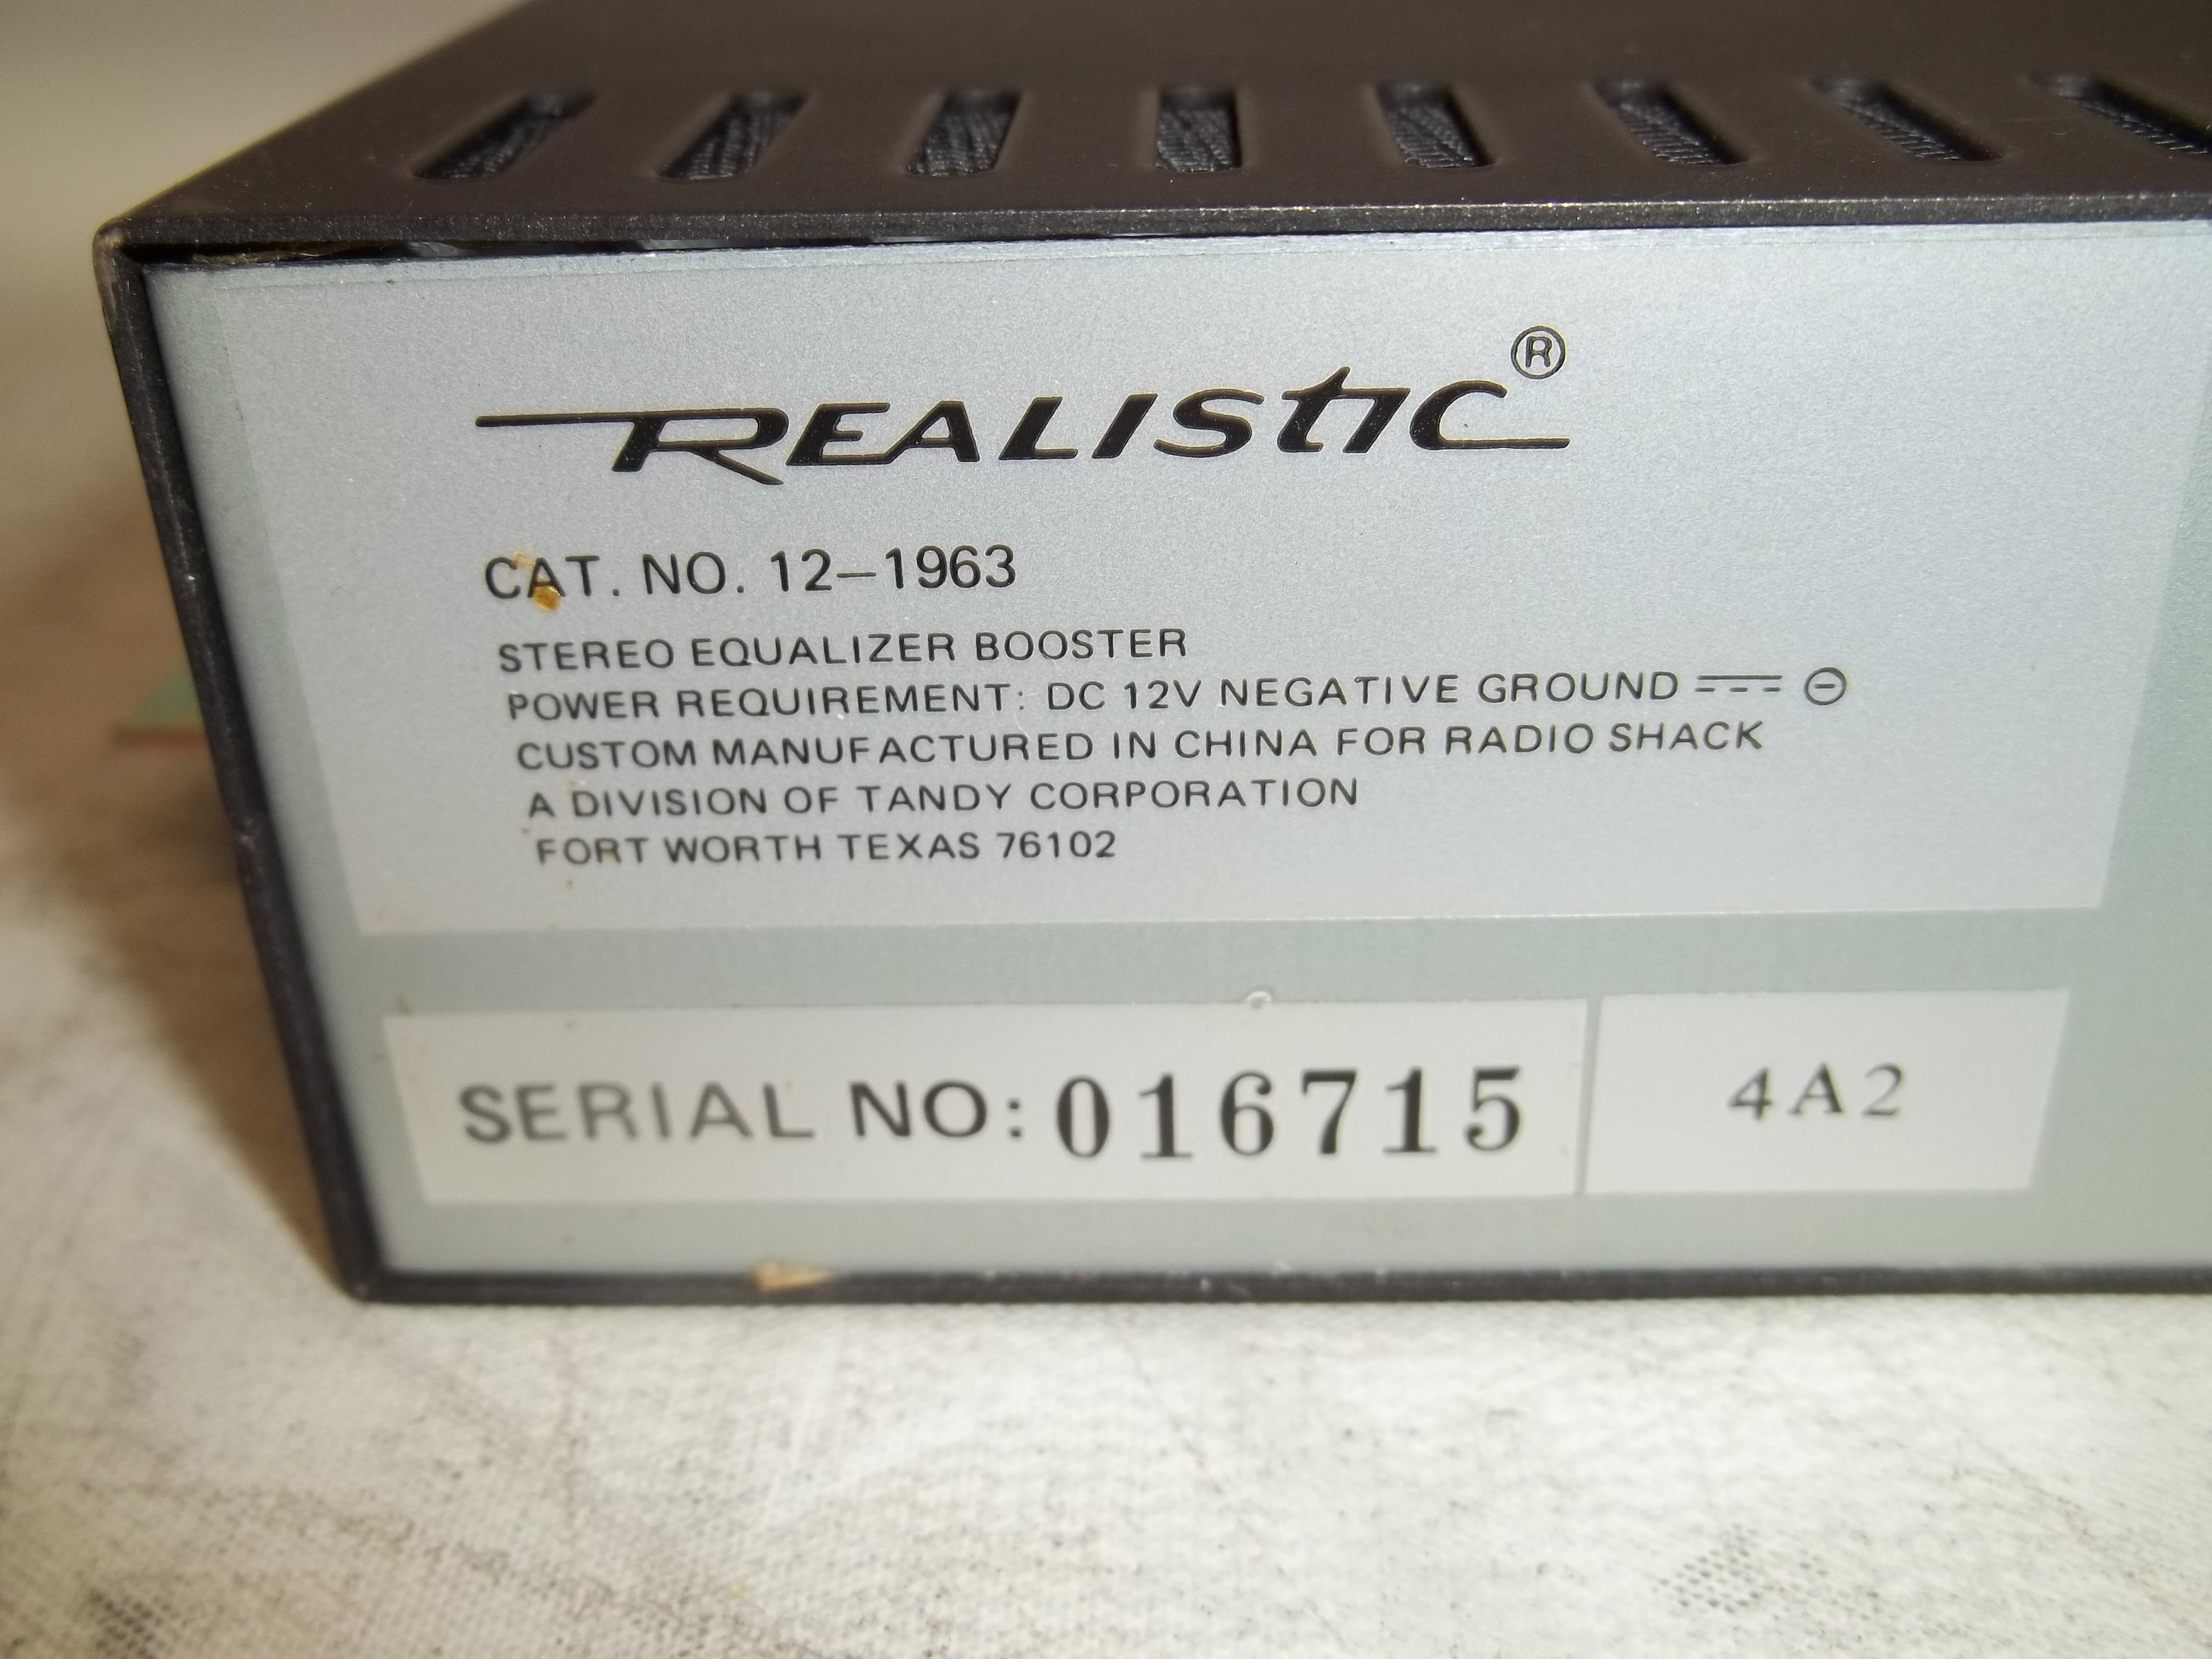 REALISTIC®
CAT. NO. 12–1963
STEREO EQUALIZER BOOSTER
POWER REQUIREMENT: DC 12V NEGATIVE GROUND ⎓ ⊖
CUSTOM MANUFACTURED IN CHINA FOR RADIO SHACK
A DIVISION OF TANDY CORPORATION
FORT WORTH TEXAS 76102
SERIAL NO: 016715 4A2